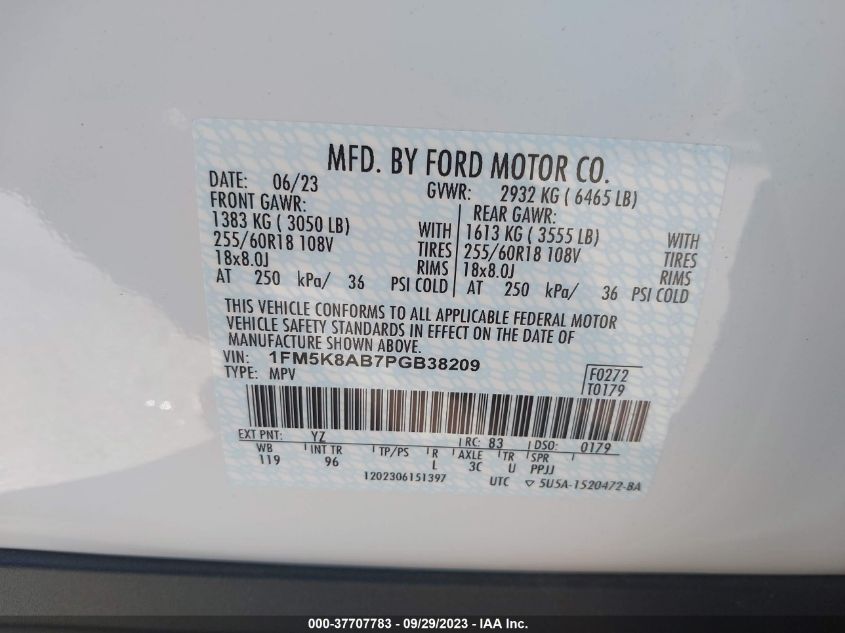 MFD. BY FORD MOTOR CO.
DATE: 06/23 GVWR: 2932 KG ( 6465 LB)
FRONT GAWR: REAR GAWR:
1383 KG ( 3050 LB) WITH 1613 KG ( 3555 LB) WITH
255/60R18 108V TIRES 255/60R18 108V TIRES
18x8.0J RIMS 18x8.0J RIMS
AT 250 kPa/ 36 PSI COLD AT 250 kPa/ 36 PSI COLD
THIS VEHICLE CONFORMS TO ALL APPLICABLE FEDERAL MOTOR
VEHICLE SAFETY STANDARDS IN EFFECT ON THE DATE OF
MANUFACTURE SHOWN ABOVE.
VIN: 1FM5K8AB7PGB38209
TYPE: MPV
F0272
T0179
EXT PNT: YZ RC: 83 DSO: 0179
WB INT TR TP/PS R AXLE TR SPR
119 96 L 3C U PPJJ
1202306151397 UTC ▽ 5U5A-1520472-BA
000-37707783 - 09/29/2023 - IAA Inc.